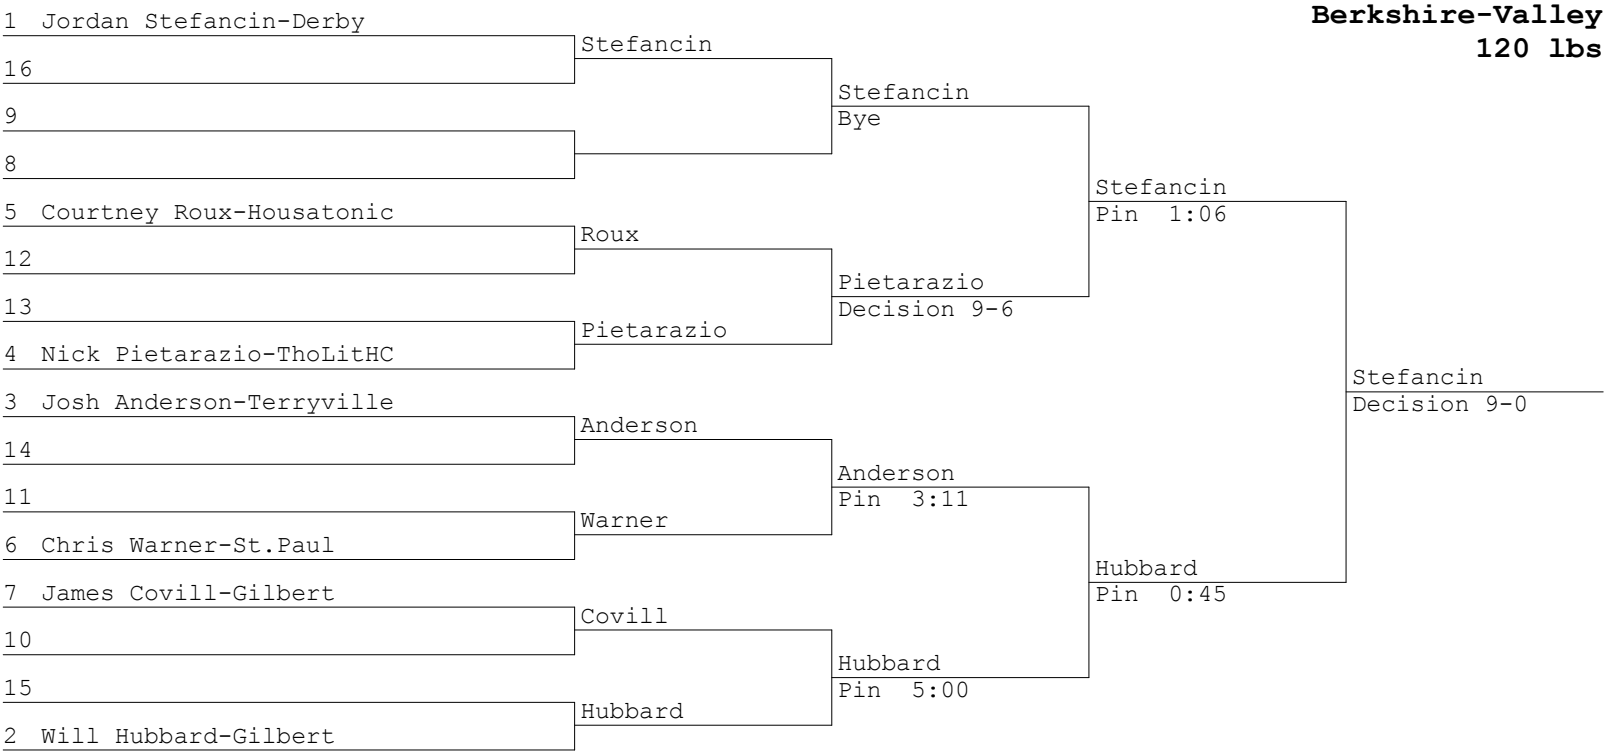 Berkshire-Valley
120 lbs
1 Jordan Stefancin-Derby
16
9
8
5 Courtney Roux-Housatonic
12
13
4 Nick Pietarazio-ThoLitHC
3 Josh Anderson-Terryville
14
11
6 Chris Warner-St.Paul
7 James Covill-Gilbert
10
15
2 Will Hubbard-Gilbert
Stefancin
Roux
Pietarazio
Anderson
Warner
Covill
Hubbard
Stefancin
Bye
Pietarazio
Decision 9-6
Anderson
Pin 3:11
Hubbard
Pin 5:00
Stefancin
Pin 1:06
Hubbard
Pin 0:45
Stefancin
Decision 9-0